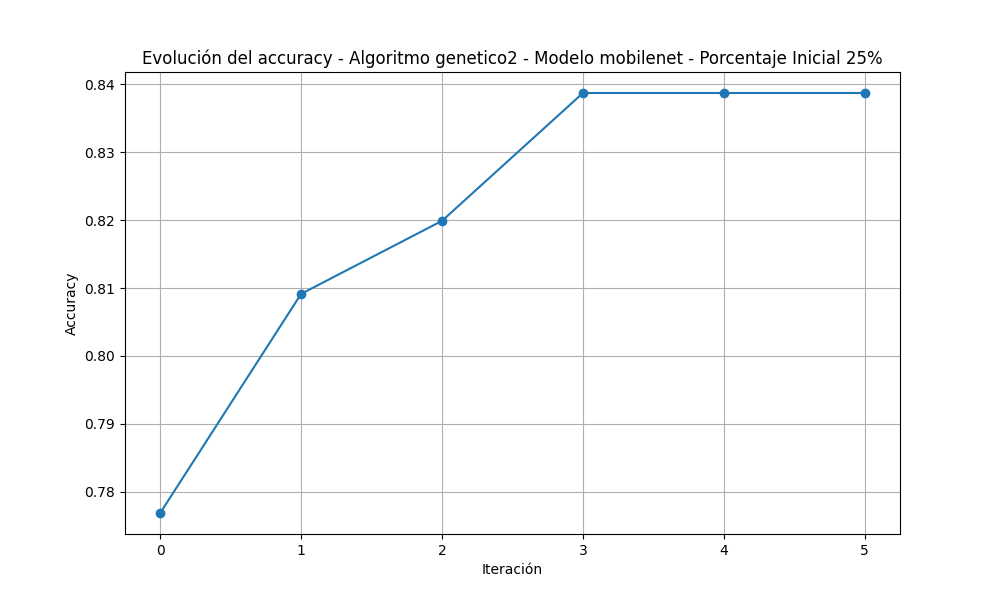 Evolución del accuracy - Algoritmo genetico2 - Modelo mobilenet - Porcentaje Inicial 25%
0.84
0.83
0.82
0.81
0.80
0.79
0.78
Accuracy
0 1 2 3 4 5
Iteración